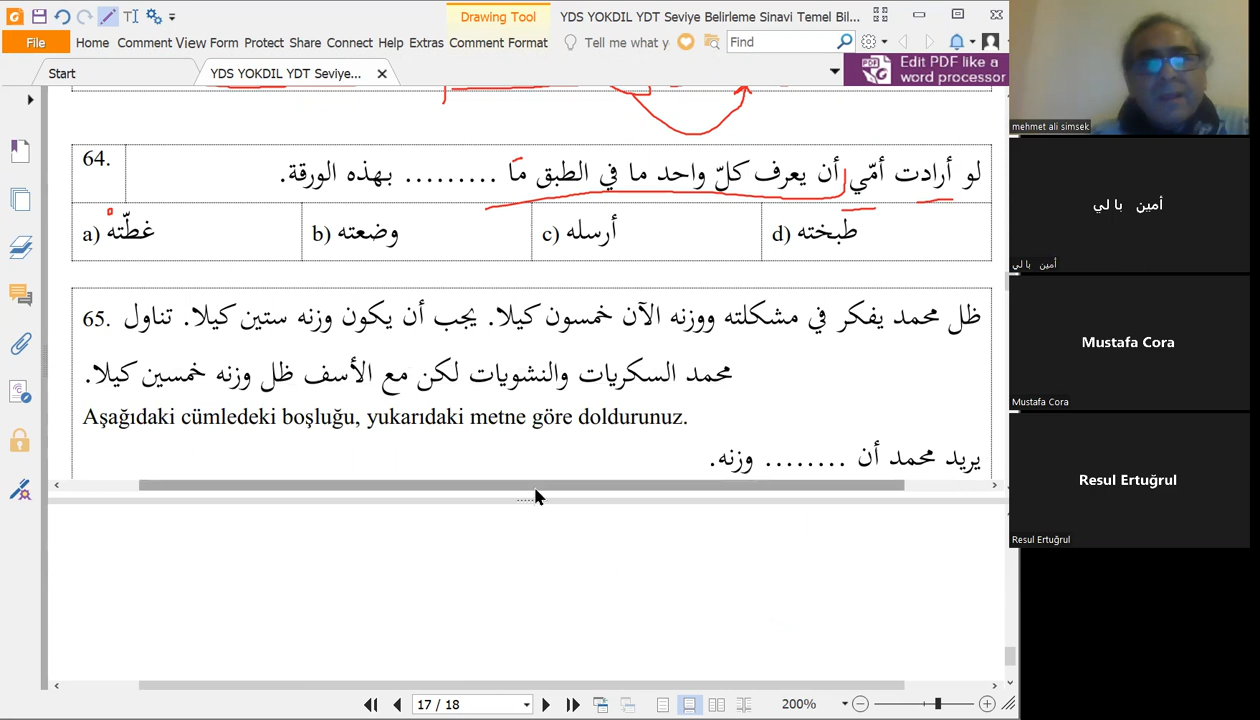 YDS YOKDIL YDT Seviye Belirleme Sinavi Temel Bil...
Drawing Tool
File Home Comment View Form Protect Share Connect Help Extras Comment Format
Tell me what y
Find
Start
YDS YOKDIL YDT Seviye...
Edit PDF like a
word processor
64.
لو أرادت أمّي أن يعرف كلّ واحد ما في الطبق ما ......... بهذه الورقة.
a) غطّته
b) وضعته
c) أرسله
d) طبخته
65. ظل محمد يفكر في مشكلته ووزنه الآن خمسون كيلا. يجب أن يكون وزنه ستين كيلا. تناول
محمد السكريات والنشويات لكن مع الأسف ظل وزنه خمسين كيلا.
Aşağıdaki cümledeki boşluğu, yukarıdaki metne göre doldurunuz.
يريد محمد أن ........ وزنه.
17 / 18
200%
mehmet ali simsek
أمين بالي
أمين بالي
Mustafa Cora
Mustafa Cora
Resul Ertuğrul
Resul Ertuğrul